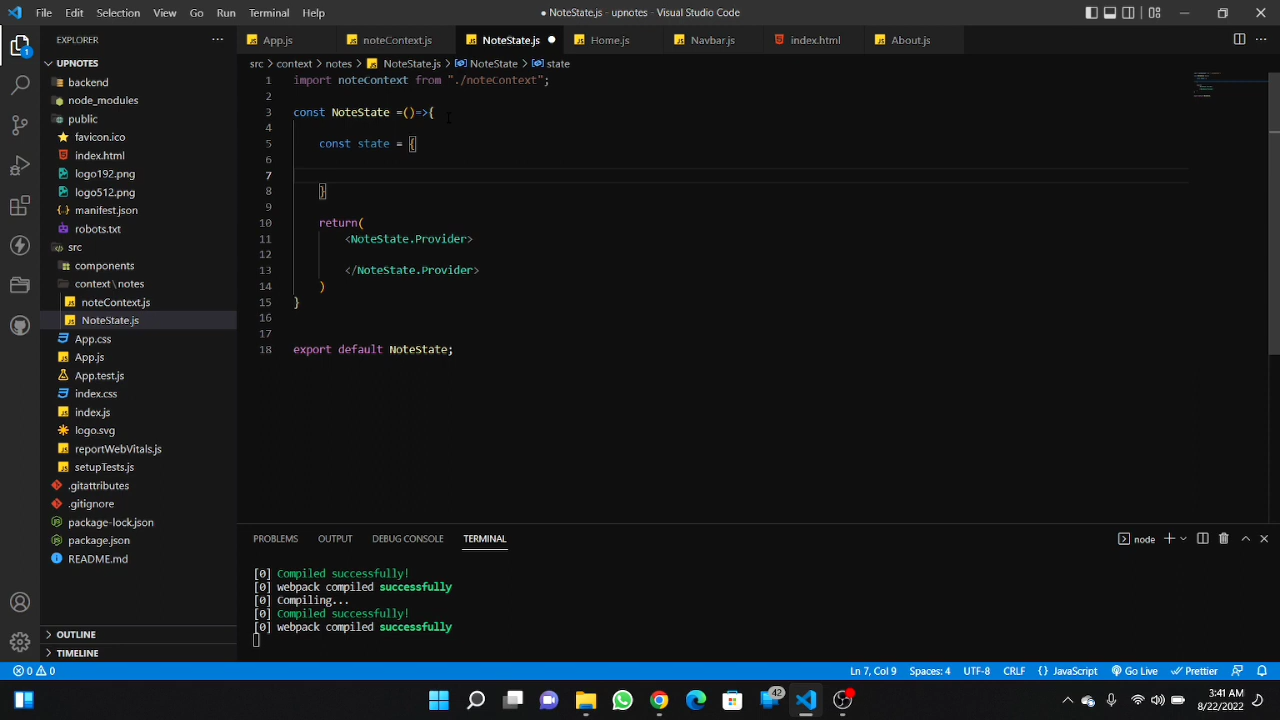 File Edit Selection View Go Run Terminal Help
NoteState.js - upnotes - Visual Studio Code
EXPLORER
App.js noteContext.js NoteState.js Home.js Navbar.js index.html About.js
UPNOTES
backend
node_modules
public
favicon.ico
index.html
logo192.png
logo512.png
manifest.json
robots.txt
src
components
context\notes
noteContext.js
NoteState.js
App.css
App.js
App.test.js
index.css
index.js
logo.svg
reportWebVitals.js
setupTests.js
.gitattributes
.gitignore
package-lock.json
package.json
README.md
OUTLINE
TIMELINE
1
src > context > notes > NoteState.js > NoteState > state
1 import noteContext from "./noteContext";
2
3 const NoteState =()=>{
4
5 const state = {
6
7
8 }
9
10 return(
11 <NoteState.Provider>
12
13 </NoteState.Provider>
14 )
15 }
16
17
18 export default NoteState;
PROBLEMS OUTPUT DEBUG CONSOLE TERMINAL
node
[0] Compiled successfully!
[0] webpack compiled successfully
[0] Compiling...
[0] Compiled successfully!
[0] webpack compiled successfully
0 0
Ln 7, Col 9 Spaces: 4 UTF-8 CRLF {} JavaScript Go Live Prettier
42
3:41 AM
8/22/2022